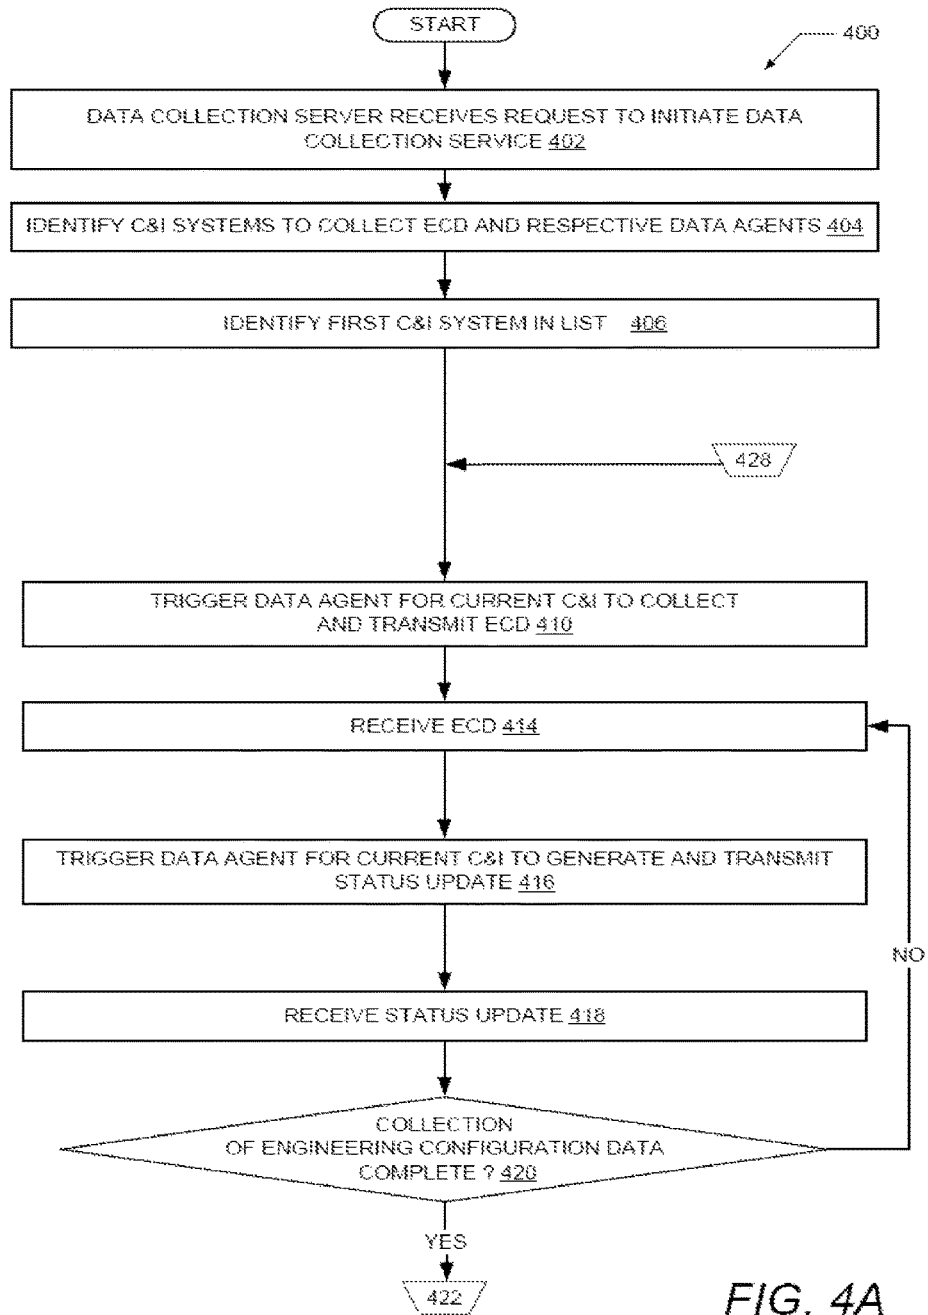 START
400
DATA COLLECTION SERVER RECEIVES REQUEST TO INITIATE DATA
COLLECTION SERVICE 402
IDENTIFY C&I SYSTEMS TO COLLECT ECD AND RESPECTIVE DATA AGENTS 404
IDENTIFY FIRST C&I SYSTEM IN LIST 406
428
TRIGGER DATA AGENT FOR CURRENT C&I TO COLLECT
AND TRANSMIT ECD 410
RECEIVE ECD 414
TRIGGER DATA AGENT FOR CURRENT C&I TO GENERATE AND TRANSMIT
STATUS UPDATE 416
NO
RECEIVE STATUS UPDATE 418
COLLECTION
OF ENGINEERING CONFIGURATION DATA
COMPLETE ? 420
YES
422
FIG. 4A